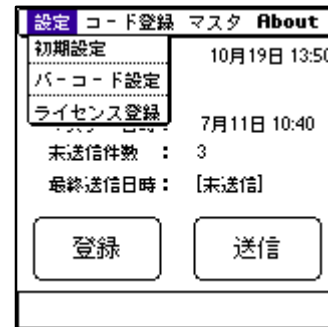 設定 コード登録 マスタ About
初期設定
10月19日 13:50
バーコード設定
ライセンス登録
7月11日 10:40
未送信件数 : 3
最終送信日時 : [未送信]
登録 送信